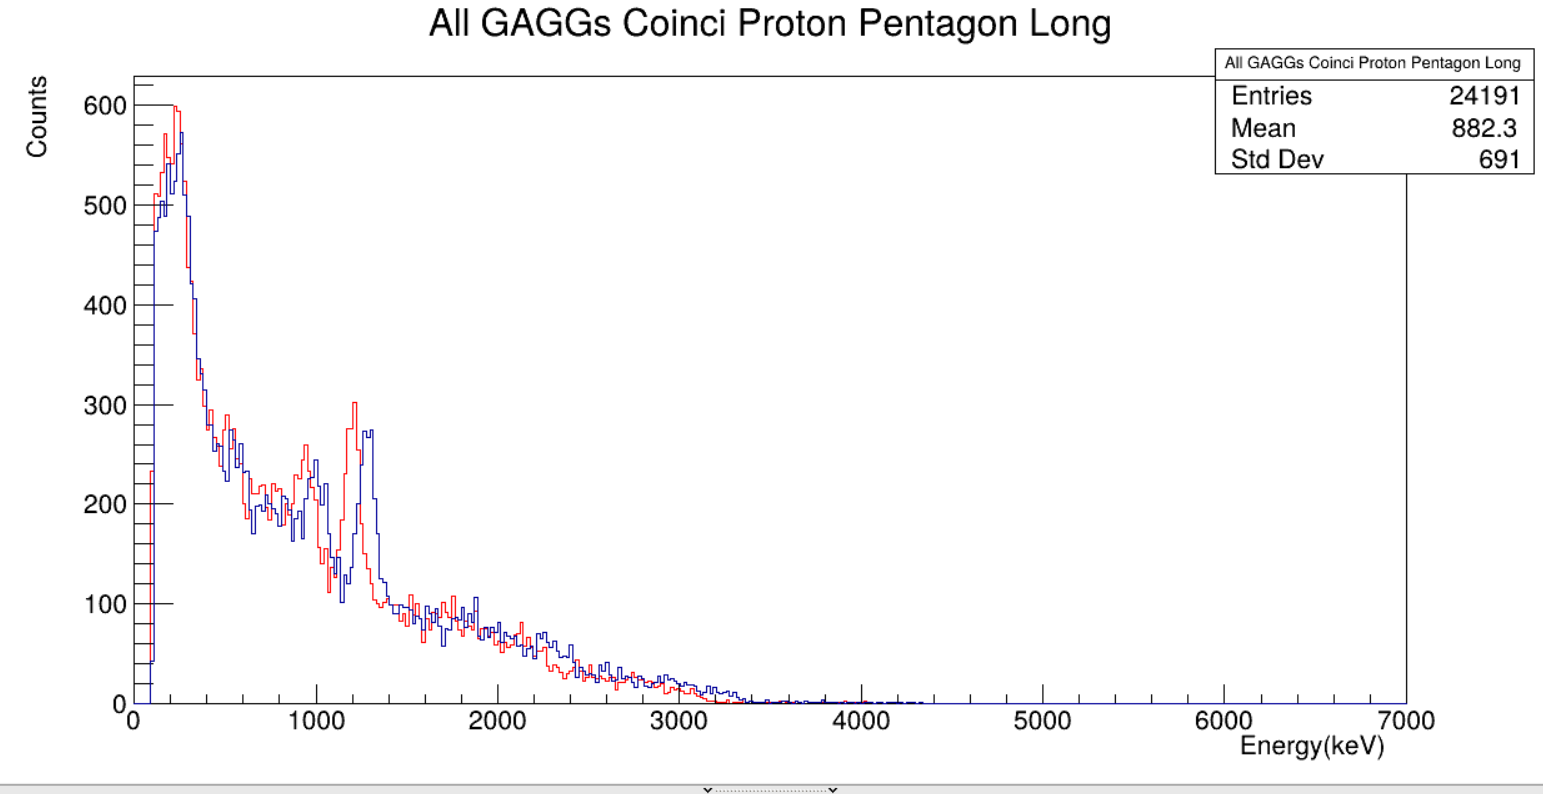 All GAGGs Coinci Proton Pentagon Long
All GAGGs Coinci Proton Pentagon Long
Entries 24191
Mean 882.3
Std Dev 691
Counts
600
500
400
300
200
100
0
0 1000 2000 3000 4000 5000 6000 7000
Energy(keV)